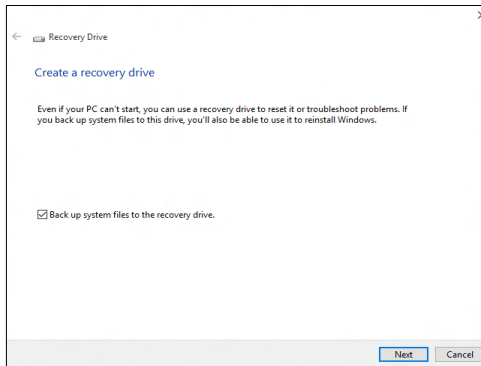 Recovery Drive
Create a recovery drive
Even if your PC can't start, you can use a recovery drive to reset it or troubleshoot problems. If
you back up system files to this drive, you'll also be able to use it to reinstall Windows.
Back up system files to the recovery drive.
Next
Cancel